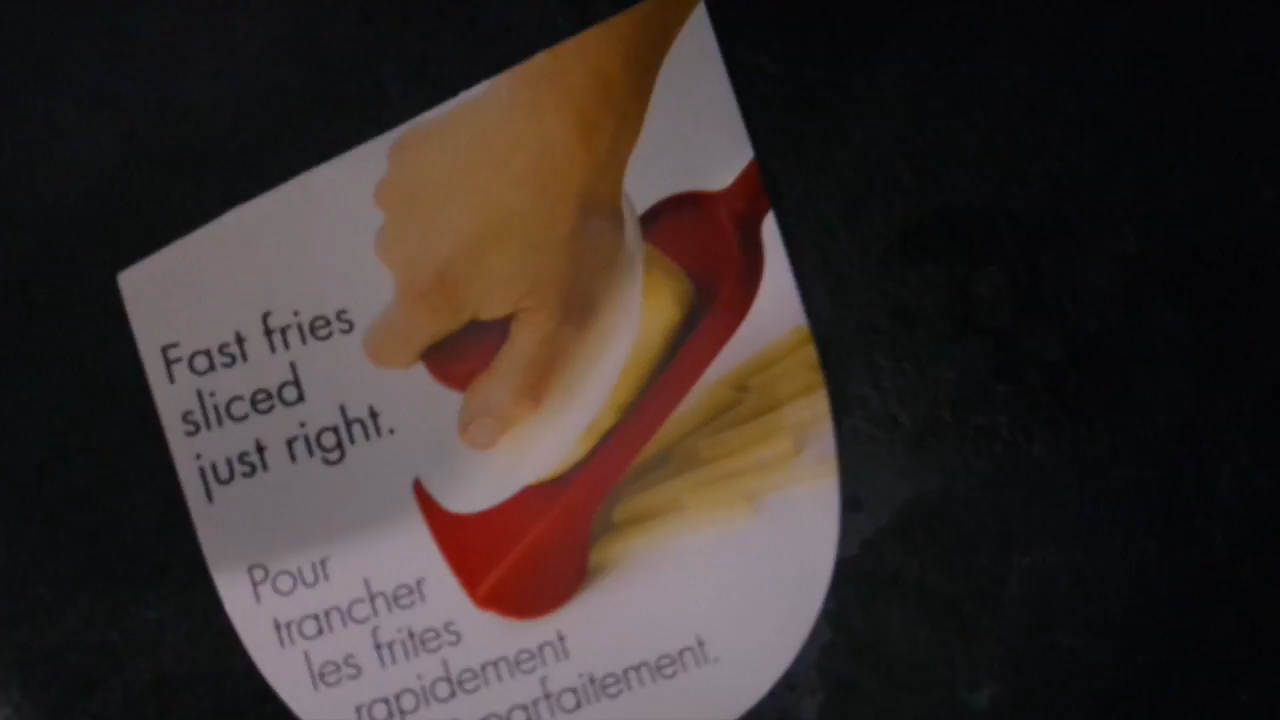 Fast fries
sliced
just right.
Pour
trancher
les frites
rapidement
parfaitement.